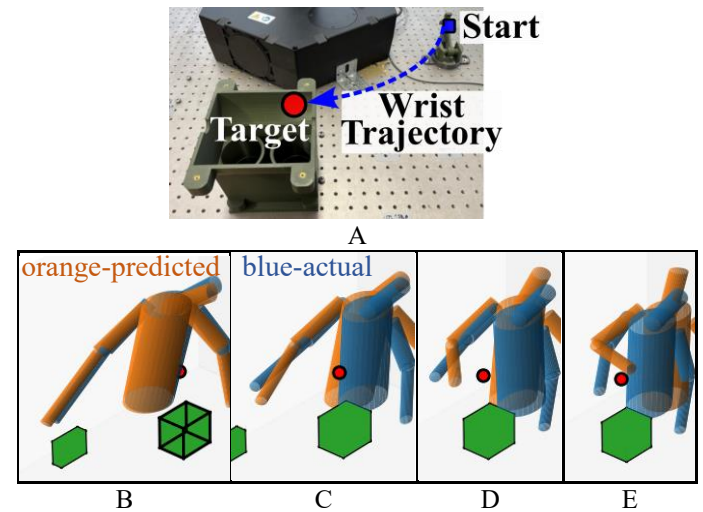 Start
Wrist
Target
Trajectory
A
orange-predicted
blue-actual
B
C
D
E